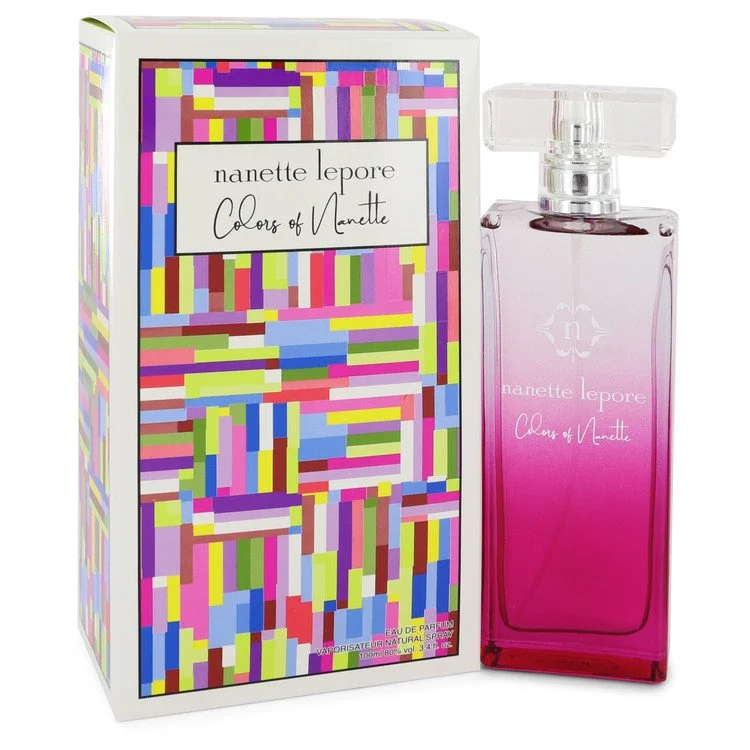 nanette lepore
Colors of Nanette
EAU DE PARFUM
VAPORISATEUR NATURAL SPRAY
100ml 80% vol. 3.4 fl. oz.
n
nanette lepore
Colors of Nanette